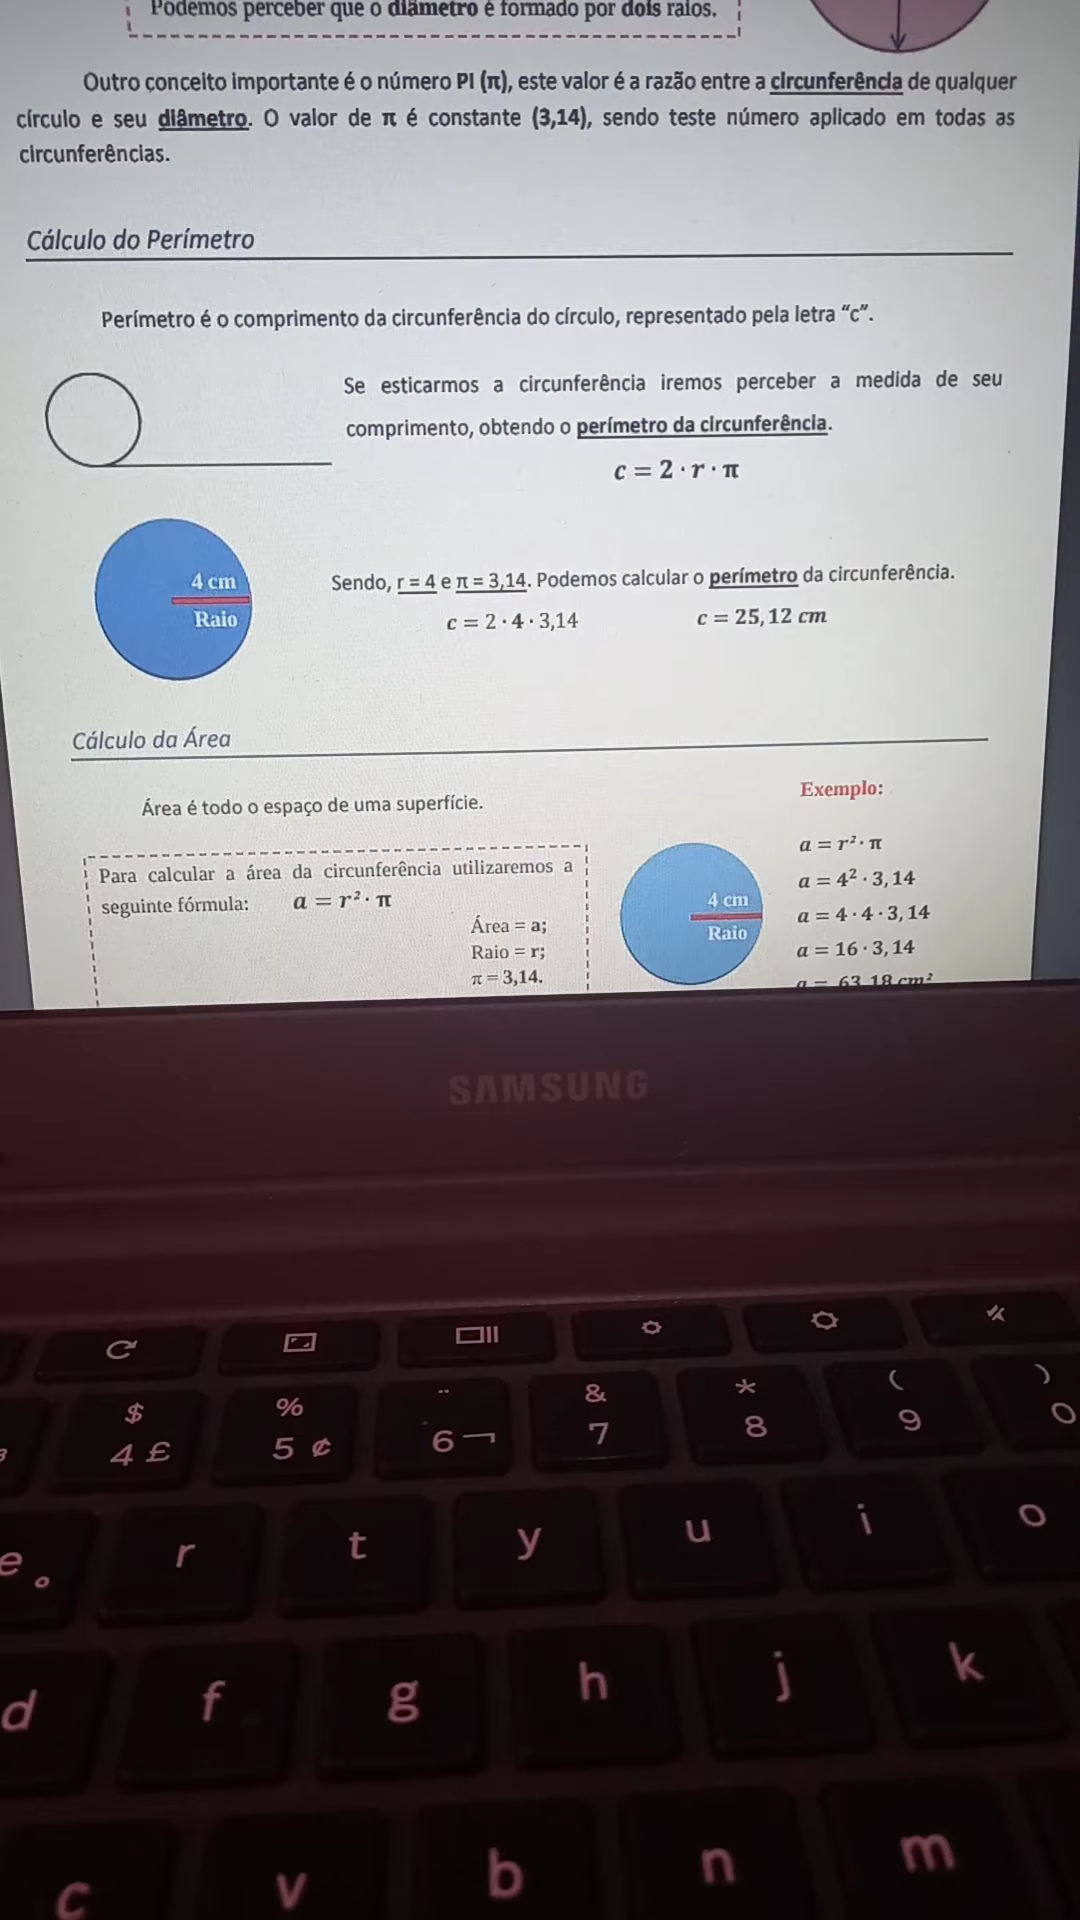 Podemos perceber que o diâmetro é formado por dois raios.
Outro conceito importante é o número PI (π), este valor é a razão entre a circunferência de qualquer
círculo e seu diâmetro. O valor de π é constante (3,14), sendo teste número aplicado em todas as
circunferências.
Cálculo do Perímetro
Perímetro é o comprimento da circunferência do círculo, representado pela letra “c”.
Se esticarmos a circunferência iremos perceber a medida de seu
comprimento, obtendo o perímetro da circunferência.
c = 2 · r · π
4 cm
Raio
Sendo, r = 4 e π = 3,14. Podemos calcular o perímetro da circunferência.
c = 2 · 4 · 3,14
c = 25,12 cm
Cálculo da Área
Área é todo o espaço de uma superfície.
Para calcular a área da circunferência utilizaremos a
seguinte fórmula: a = r² · π
Área = a;
Raio = r;
π = 3,14.
4 cm
Raio
Exemplo:
a = r² · π
a = 4² · 3,14
a = 4 · 4 · 3,14
a = 16 · 3,14
a = 63,18 cm²
SAMSUNG
$ % ¨ & * ( )
4 £ 5 ¢ 6 ¬ 7 8 9 0
e ° r t y u i o
d f g h j k
c v b n m